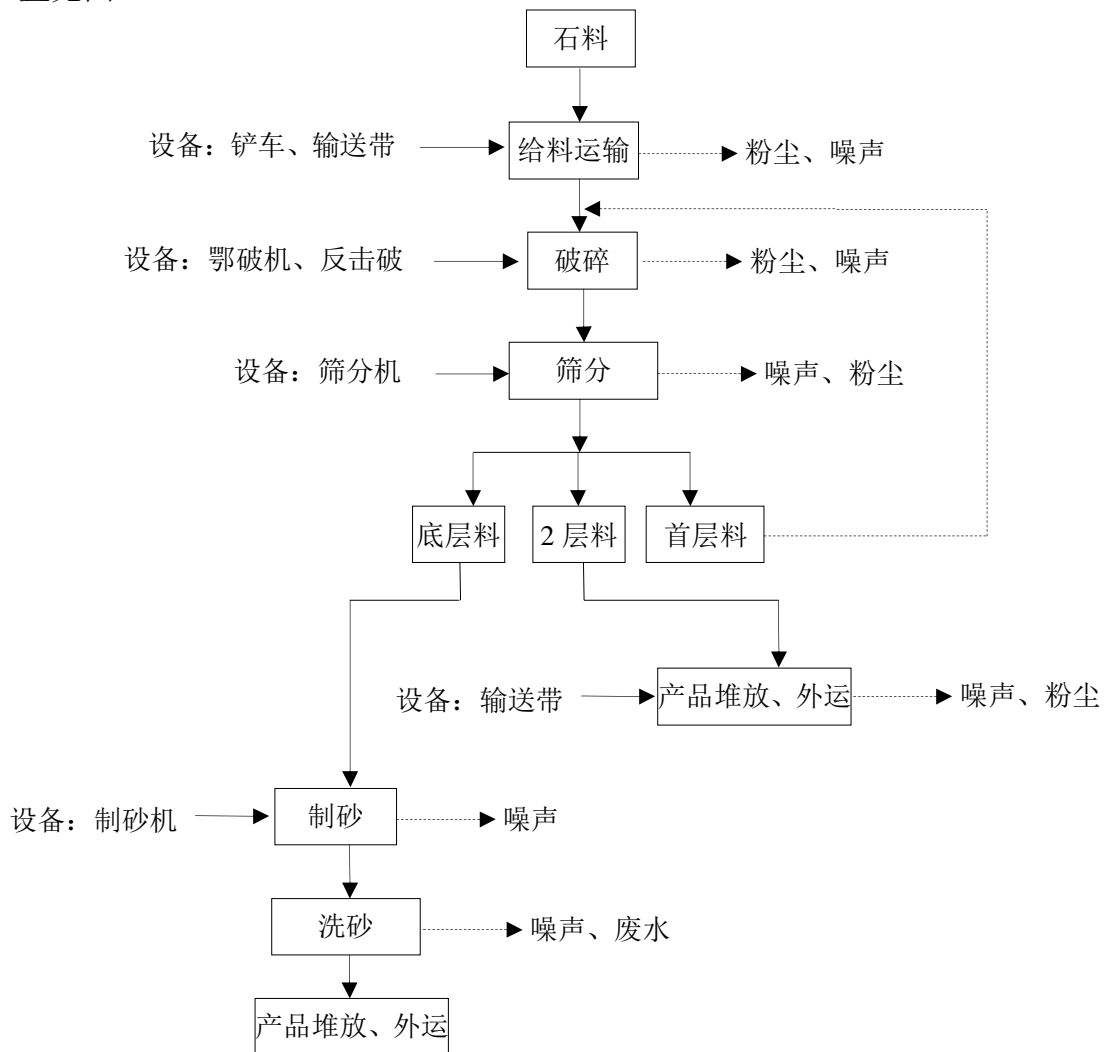 石料
设备：铲车、输送带
给料运输
粉尘、噪声
设备：鄂破机、反击破
破碎
粉尘、噪声
设备：筛分机
筛分
噪声、粉尘
底层料
2 层料
首层料
设备：输送带
产品堆放、外运
噪声、粉尘
设备：制砂机
制砂
噪声
洗砂
噪声、废水
产品堆放、外运